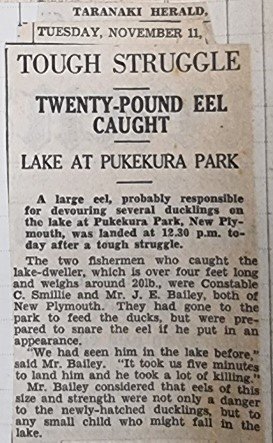 TARANAKI HERALD,
TUESDAY, NOVEMBER 11,
TOUGH STRUGGLE
TWENTY-POUND EEL
CAUGHT
LAKE AT PUKEKURA PARK
A large eel, probably responsible
for devouring several ducklings on
the lake at Pukekura Park, New Ply-
mouth, was landed at 12.30 p.m. to-
day after a tough struggle.
The two fishermen who caught the
lake-dweller, which is over four feet long
and weighs around 20lb., were Constable
C. Smillie and Mr. J. E. Bailey, both of
New Plymouth. They had gone to the
park to feed the ducks, but were pre-
pared to snare the eel if he put in an
appearance.
"We had seen him in the lake before,"
said Mr. Bailey. "It took us five minutes
to land him and he took a lot of killing."
Mr. Bailey considered that eels of this
size and strength were not only a danger
to the newly-hatched ducklings, but to
any small child who might fall in the
lake.